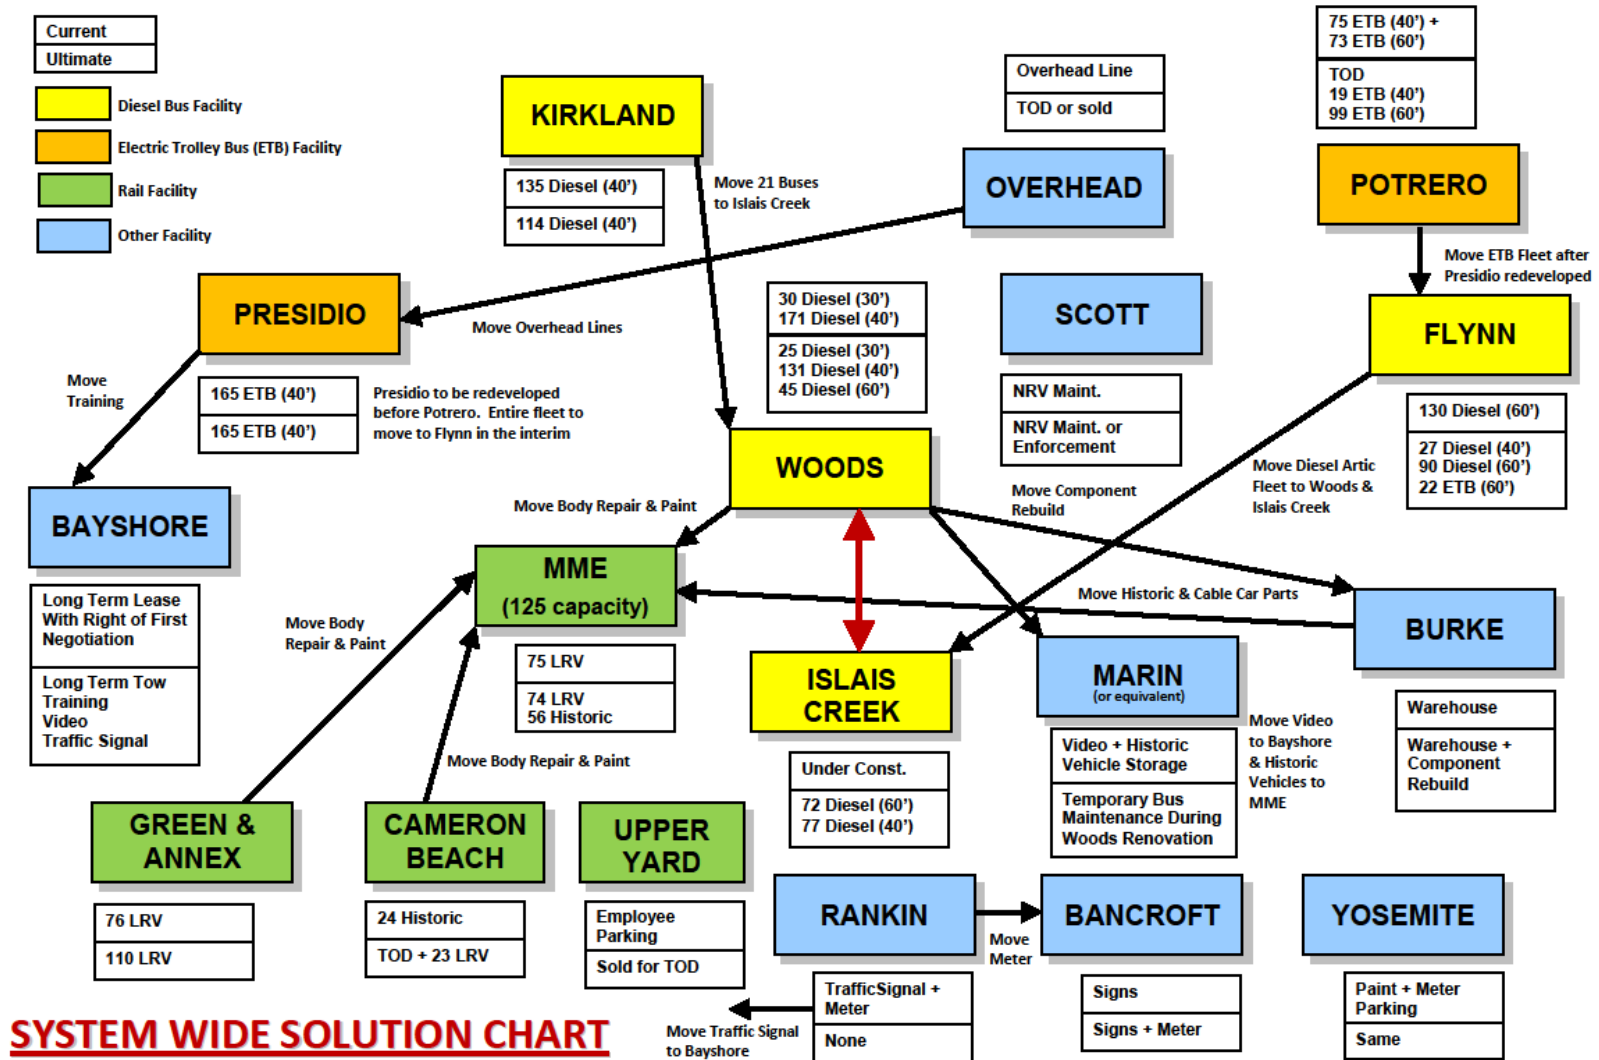 Current
Ultimate
Diesel Bus Facility
Electric Trolley Bus (ETB) Facility
Rail Facility
Other Facility
KIRKLAND
135 Diesel (40')
114 Diesel (40')
Move 21 Buses
to Islais Creek
Overhead Line
TOD or sold
OVERHEAD
75 ETB (40') +
73 ETB (60')
TOD
19 ETB (40')
99 ETB (60')
POTRERO
Move ETB Fleet after
Presidio redeveloped
PRESIDIO
Move Overhead Lines
165 ETB (40')
165 ETB (40')
Presidio to be redeveloped
before Potrero. Entire fleet to
move to Flynn in the interim
Move
Training
30 Diesel (30')
171 Diesel (40')
25 Diesel (30')
131 Diesel (40')
45 Diesel (60')
SCOTT
NRV Maint.
NRV Maint. or
Enforcement
FLYNN
130 Diesel (60')
27 Diesel (40')
90 Diesel (60')
22 ETB (60')
Move Diesel Artic
Fleet to Woods &
Islais Creek
WOODS
Move Component
Rebuild
Move Body Repair & Paint
BAYSHORE
Long Term Lease
With Right of First
Negotiation
Long Term Tow
Training
Video
Traffic Signal
MME
(125 capacity)
75 LRV
74 LRV
56 Historic
Move Body
Repair & Paint
Move Body Repair & Paint
Move Historic & Cable Car Parts
BURKE
Warehouse
Warehouse +
Component
Rebuild
ISLAIS
CREEK
Under Const.
72 Diesel (60')
77 Diesel (40')
MARIN
(or equivalent)
Video + Historic
Vehicle Storage
Temporary Bus
Maintenance During
Woods Renovation
Move Video
to Bayshore
& Historic
Vehicles to
MME
GREEN &
ANNEX
76 LRV
110 LRV
CAMERON
BEACH
24 Historic
TOD + 23 LRV
UPPER
YARD
Employee
Parking
Sold for TOD
RANKIN
TrafficSignal +
Meter
None
Move
Meter
BANCROFT
Signs
Signs + Meter
YOSEMITE
Paint + Meter
Parking
Same
Move Traffic Signal
to Bayshore
SYSTEM WIDE SOLUTION CHART